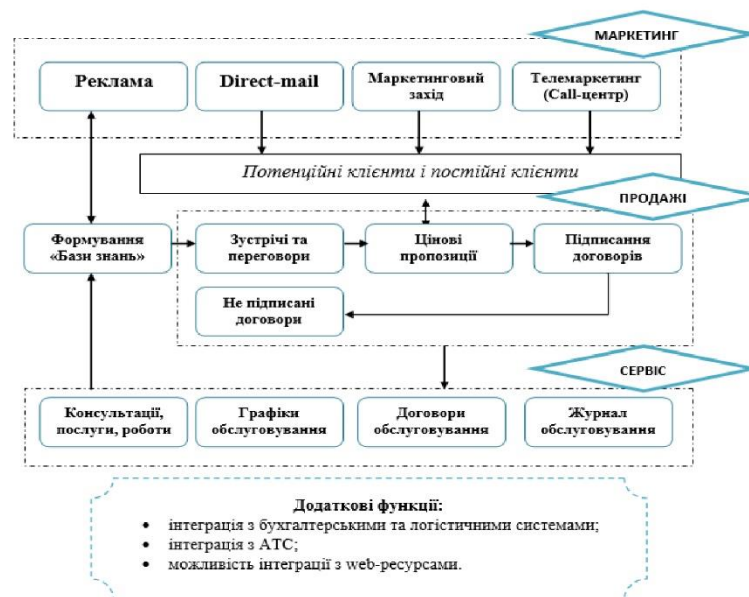 МАРКЕТИНГ
Реклама
Direct-mail
Маркетинговий
захід
Телемаркетинг
(Call-центр)
Потенційні клієнти і постійні клієнти
ПРОДАЖІ
Формування
«Бази знань»
Зустрічі та
переговори
Цінові
пропозиції
Підписання
договорів
Не підписані
договори
СЕРВІС
Консультації,
послуги, роботи
Графіки
обслуговування
Договори
обслуговування
Журнал
обслуговування
Додаткові функції:
• інтеграція з бухгалтерськими та логістичними системами;
• інтеграція з АТС;
• можливість інтеграції з web-ресурсами.